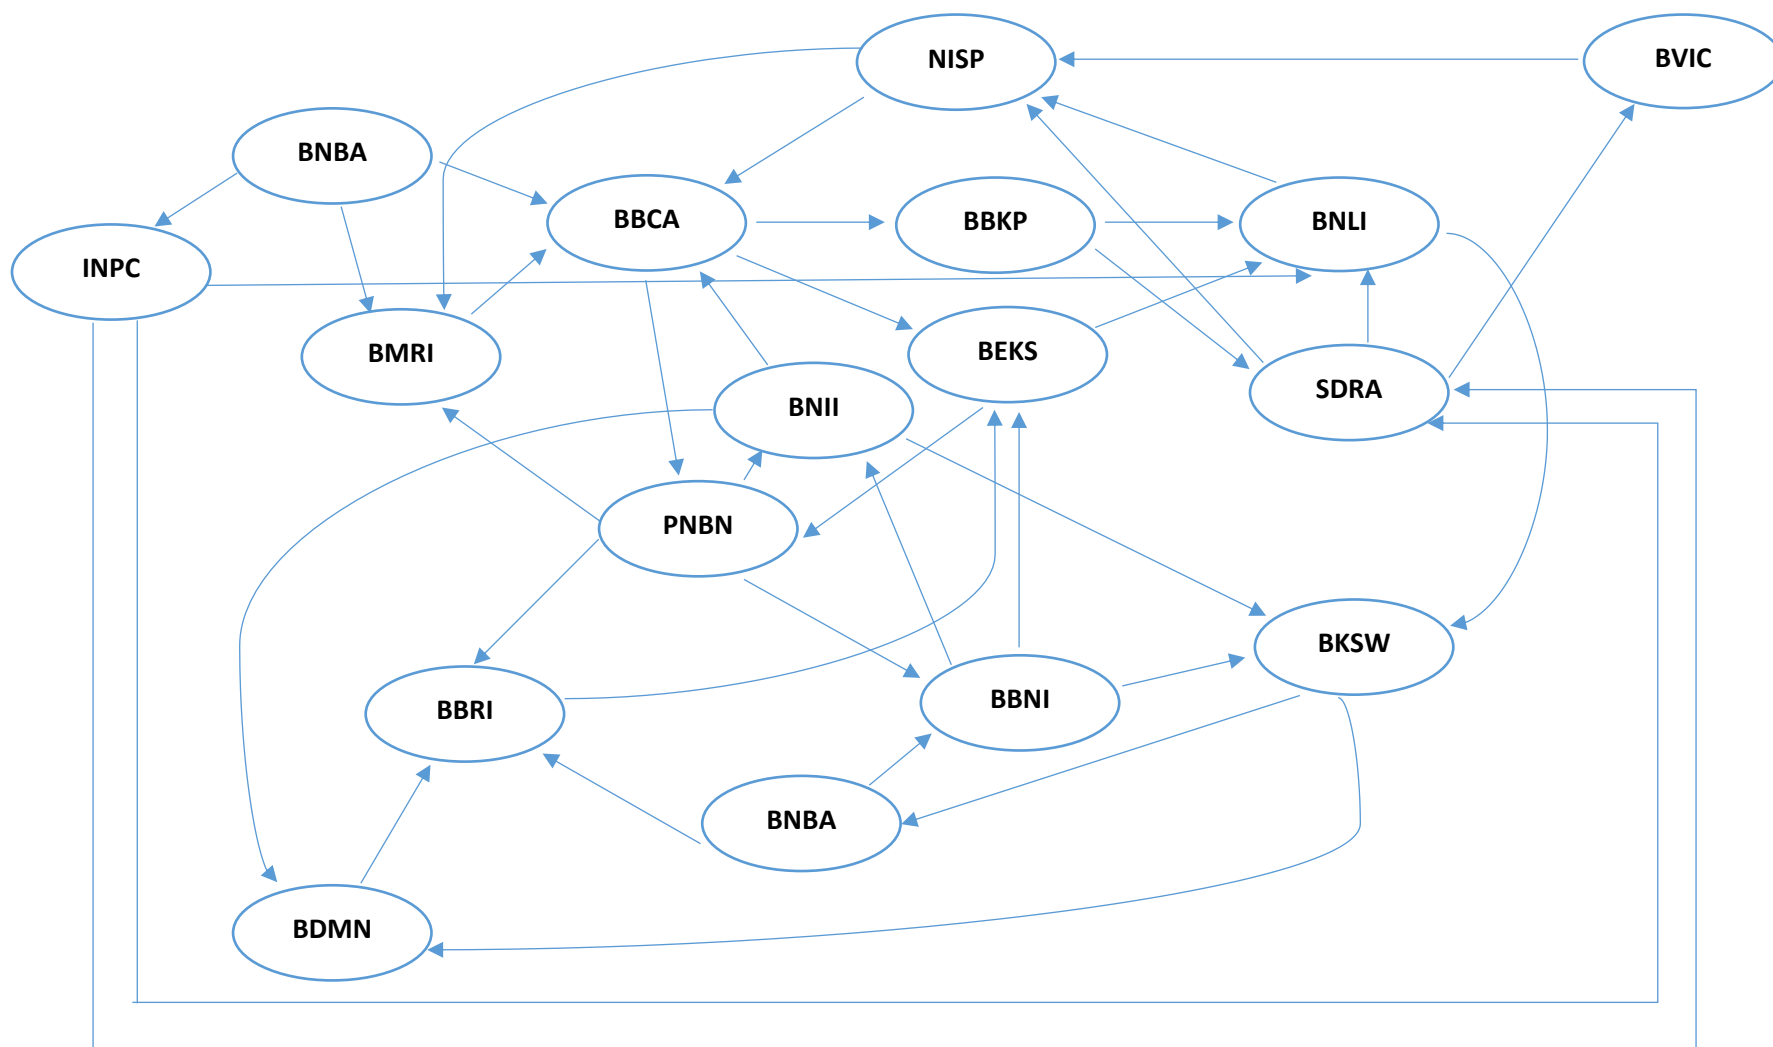 NISP
BVIC
BNBA
BBCA
BBKP
BNLI
INPC
BMRI
BEKS
SDRA
BNII
PNBN
BKSW
BBRI
BBNI
BNBA
BDMN